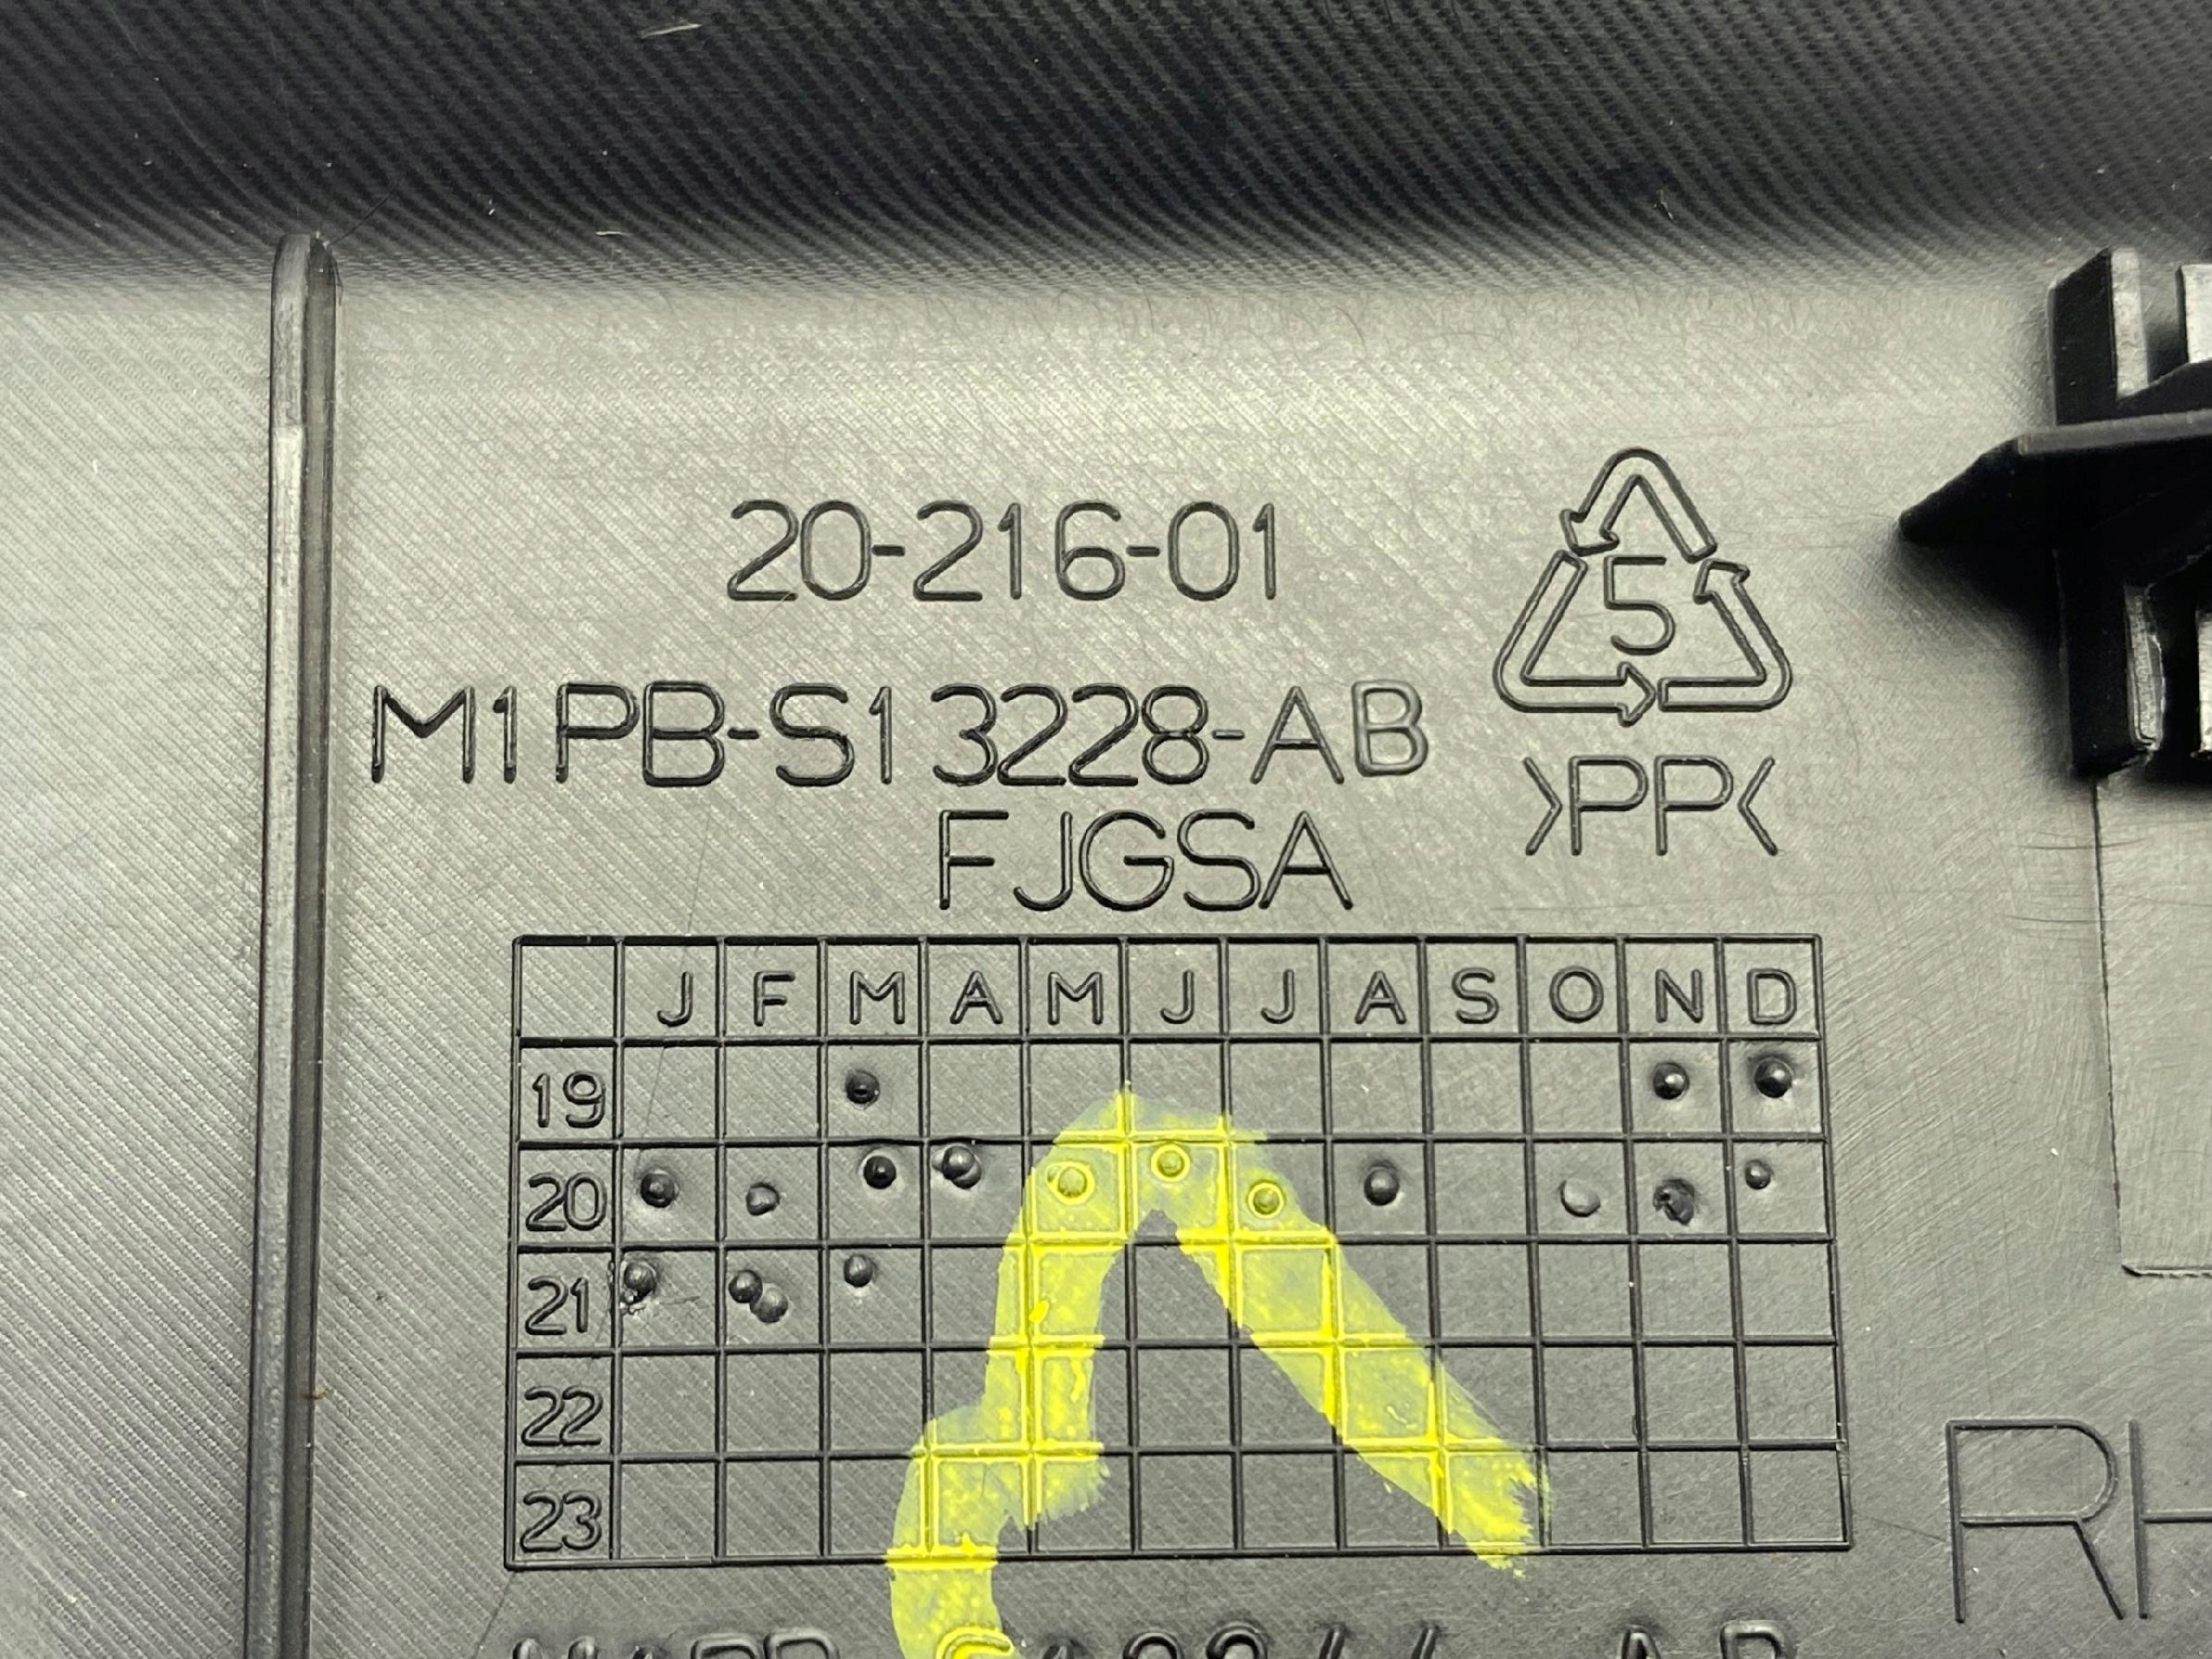 20-216-01
5
M1PB-S13228-AB
>PP<
FJGSA
J F M A M J J A S O N D
19
20
21
22
23